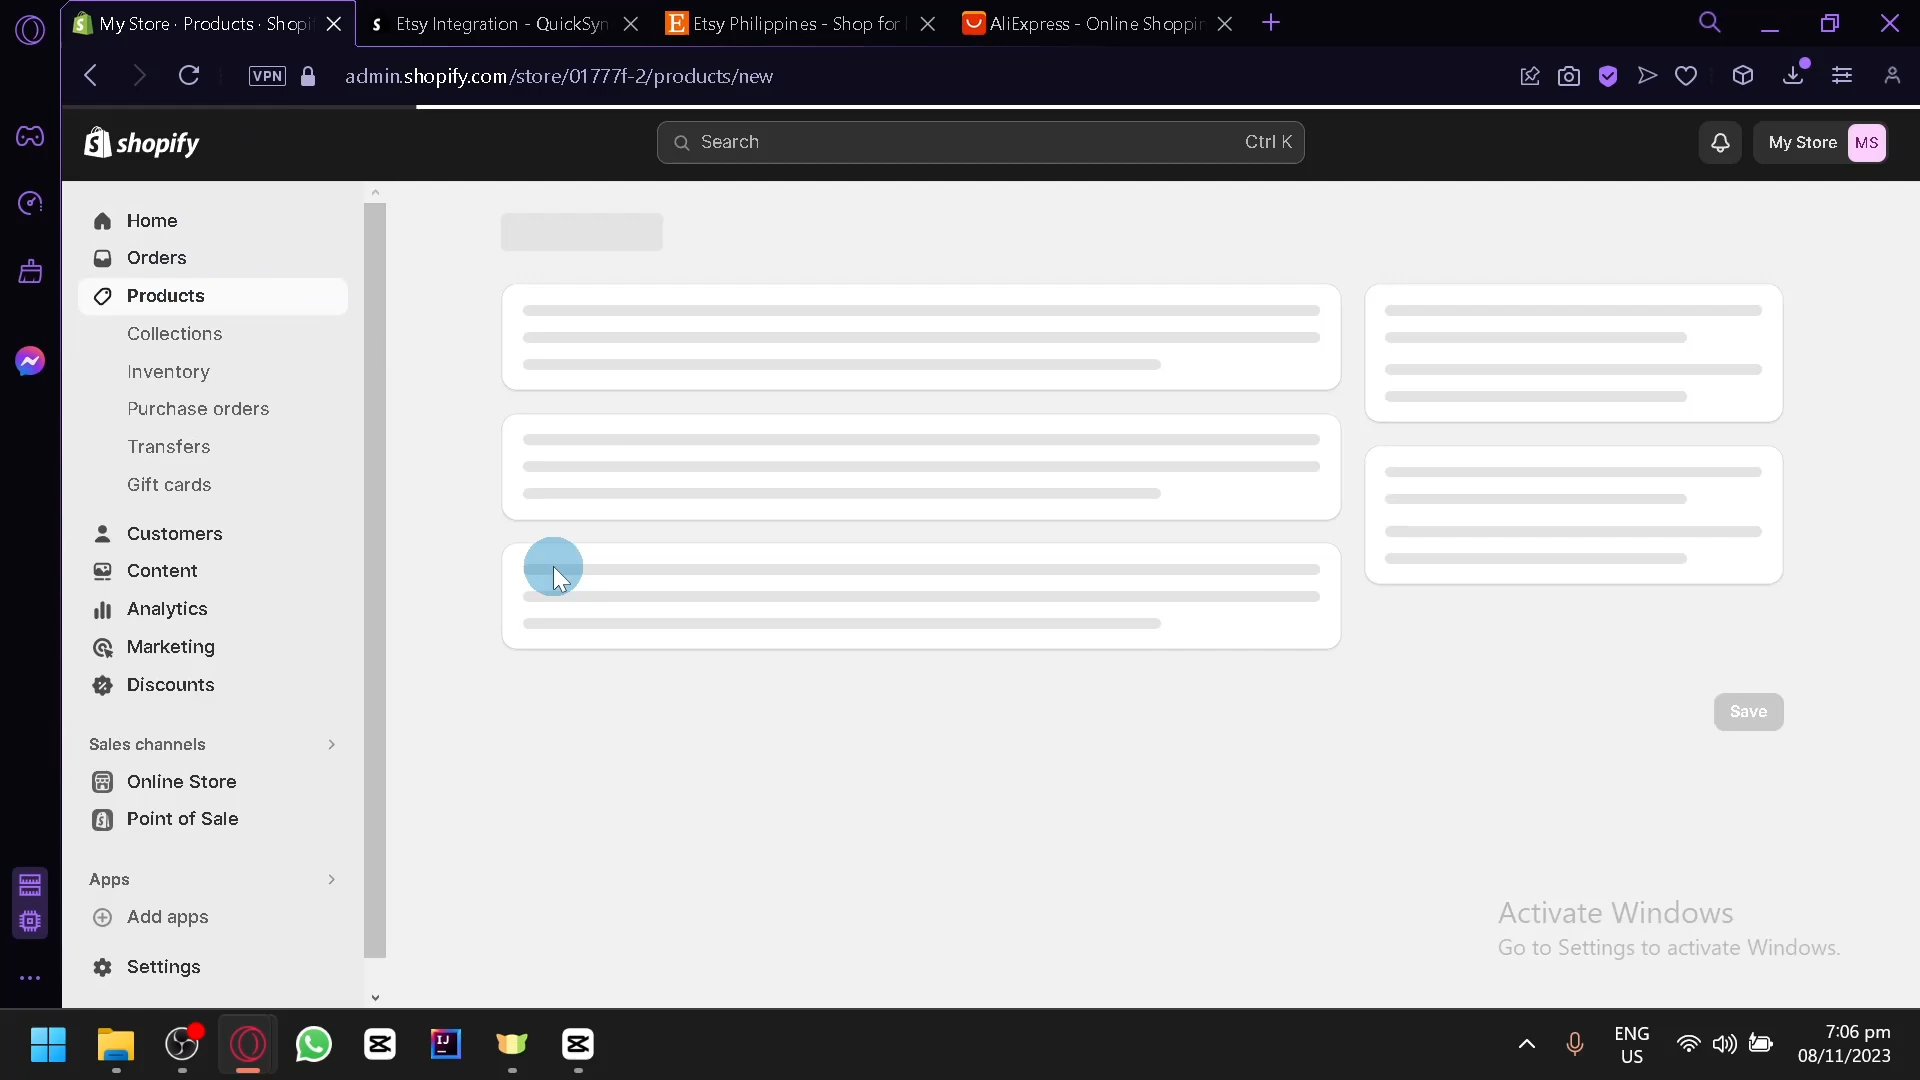 My Store · Products · Shopi
Etsy Integration - QuickSyn
Etsy Philippines - Shop for
AliExpress - Online Shoppin
VPN
admin.shopify.com/store/01777f-2/products/new
shopify
Search
Ctrl K
My Store
MS
Home
Orders
Products
Collections
Inventory
Purchase orders
Transfers
Gift cards
Customers
Content
Analytics
Marketing
Discounts
Sales channels
Online Store
Point of Sale
Apps
Add apps
Settings
Save
Activate Windows
Go to Settings to activate Windows.
ENG
US
7:06 pm
08/11/2023